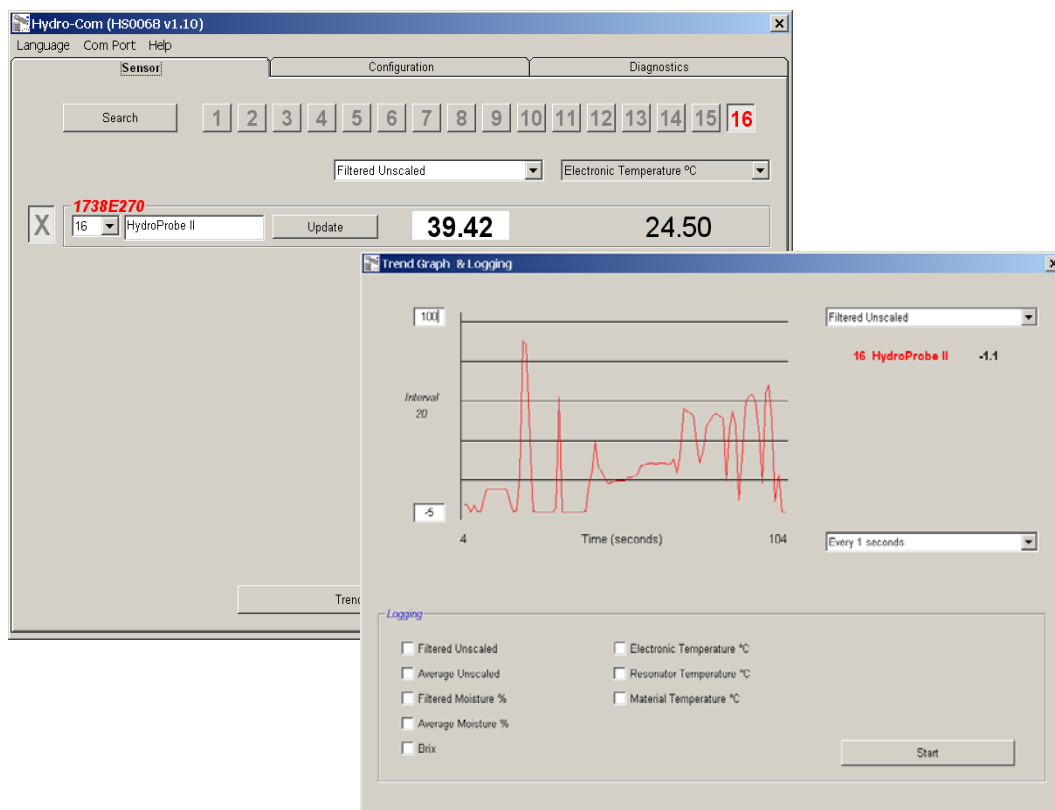 Hydro-Com (HS0068 v1.10)
Language Com Port Help
Sensor Configuration Diagnostics
Search 1 2 3 4 5 6 7 8 9 10 11 12 13 14 15 16
Filtered Unscaled Electronic Temperature ºC
1738E270
X 16 HydroProbe II Update 39.42 24.50
Trend Graph & Logging
100 Filtered Unscaled
16 HydroProbe II -1.1
Interval
20
-5
4 Time (seconds) 104 Every 1 seconds
Logging
Filtered Unscaled Electronic Temperature ºC
Average Unscaled Resonator Temperature ºC
Filtered Moisture % Material Temperature ºC
Average Moisture %
Brix
Start